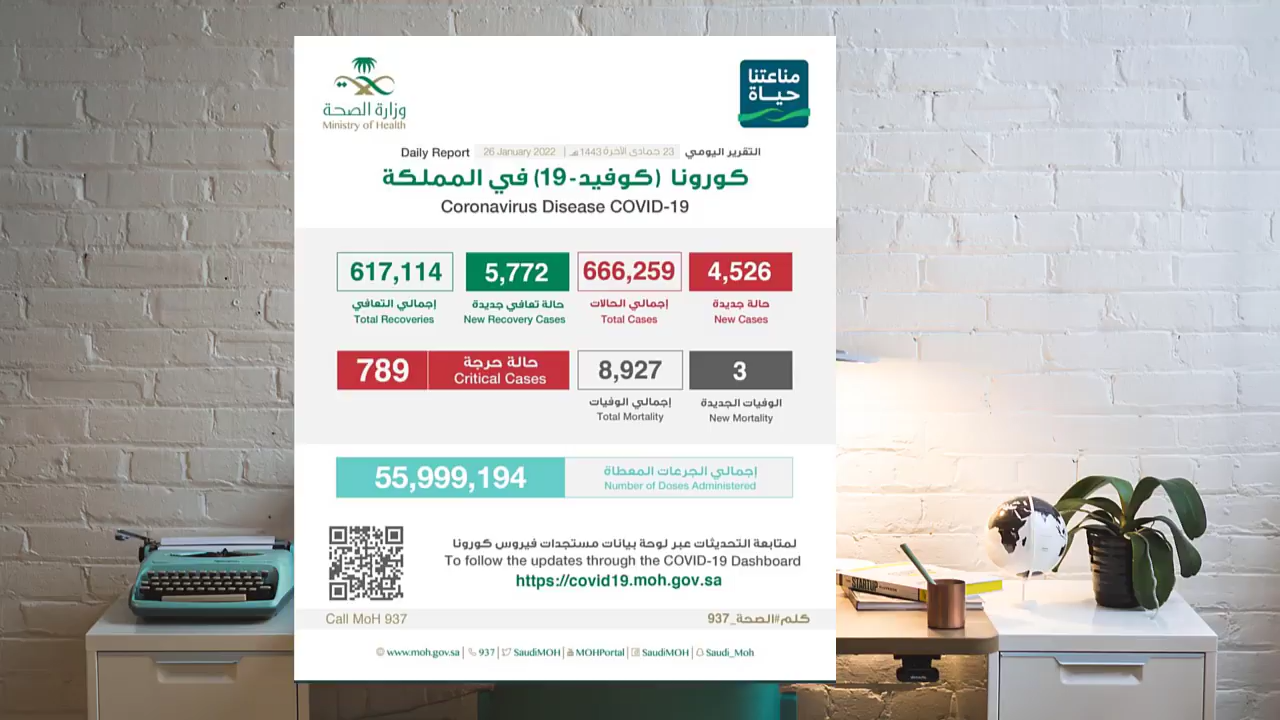 وزارة الصحة
Ministry of Health
مناعتنا
حياة
Daily Report 26 January 2022 | 23 جمادى الآخرة 1443هـ التقرير اليومي
كورونا (كوفيد-19) في المملكة
Coronavirus Disease COVID-19
617,114 5,772 666,259 4,526
إجمالي التعافي حالة تعافي جديدة إجمالي الحالات حالة جديدة
Total Recoveries New Recovery Cases Total Cases New Cases
789 حالة حرجة 8,927 3
Critical Cases
إجمالي الوفيات الوفيات الجديدة
Total Mortality New Mortality
55,999,194 إجمالي الجرعات المعطاة
Number of Doses Administered
لمتابعة التحديثات عبر لوحة بيانات مستجدات فيروس كورونا
To follow the updates through the COVID-19 Dashboard
https://covid19.moh.gov.sa
Call MoH 937 كلم#الصحة_937
www.moh.gov.sa | 937 | SaudiMOH | MOHPortal | SaudiMOH | Saudi_Moh
STARTUP